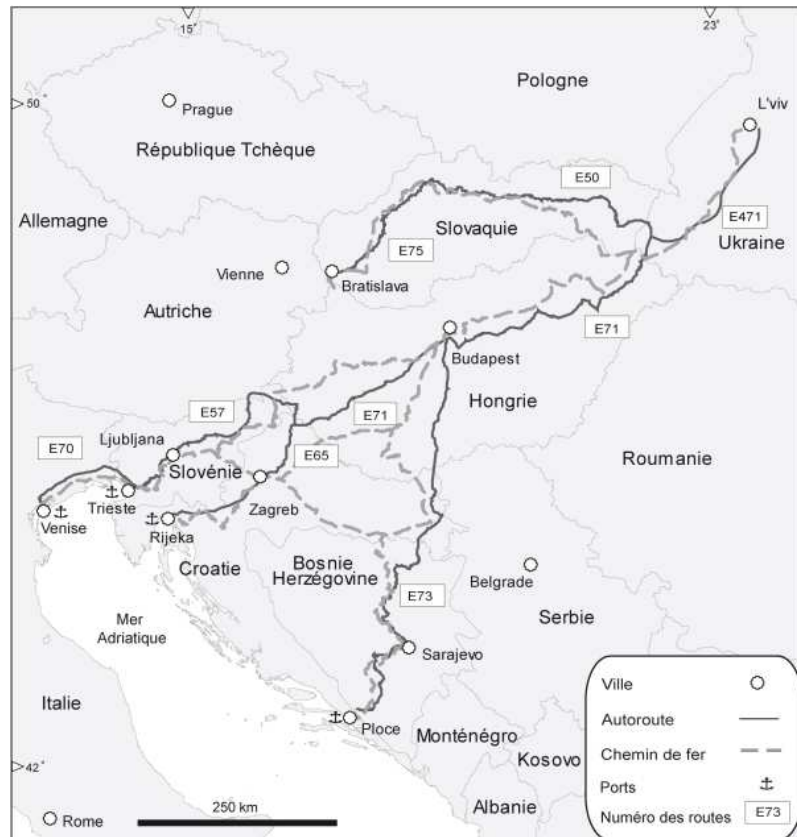 15°
23°
50°
Pologne
L'viv
Prague
République Tchèque
E50
Allemagne
Slovaquie
E471
Ukraine
E75
Vienne
Bratislava
Autriche
E71
Budapest
Hongrie
E57
E71
Ljubljana
E70
Slovénie
E65
Roumanie
Trieste
Zagreb
Venise
Rijeka
Croatie
Bosnie
Herzégovine
Belgrade
E73
Serbie
Mer
Adriatique
Sarajevo
Italie
Ploce
Monténégro
Kosovo
42°
Albanie
Rome
250 km
Ville
Autoroute
Chemin de fer
Ports
Numéro des routes
E73